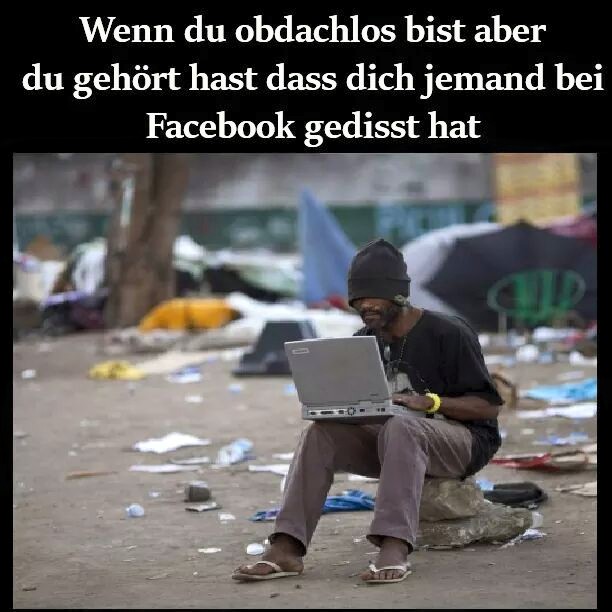 Wenn du obdachlos bist aber
du gehört hast dass dich jemand bei
Facebook gedisst hat